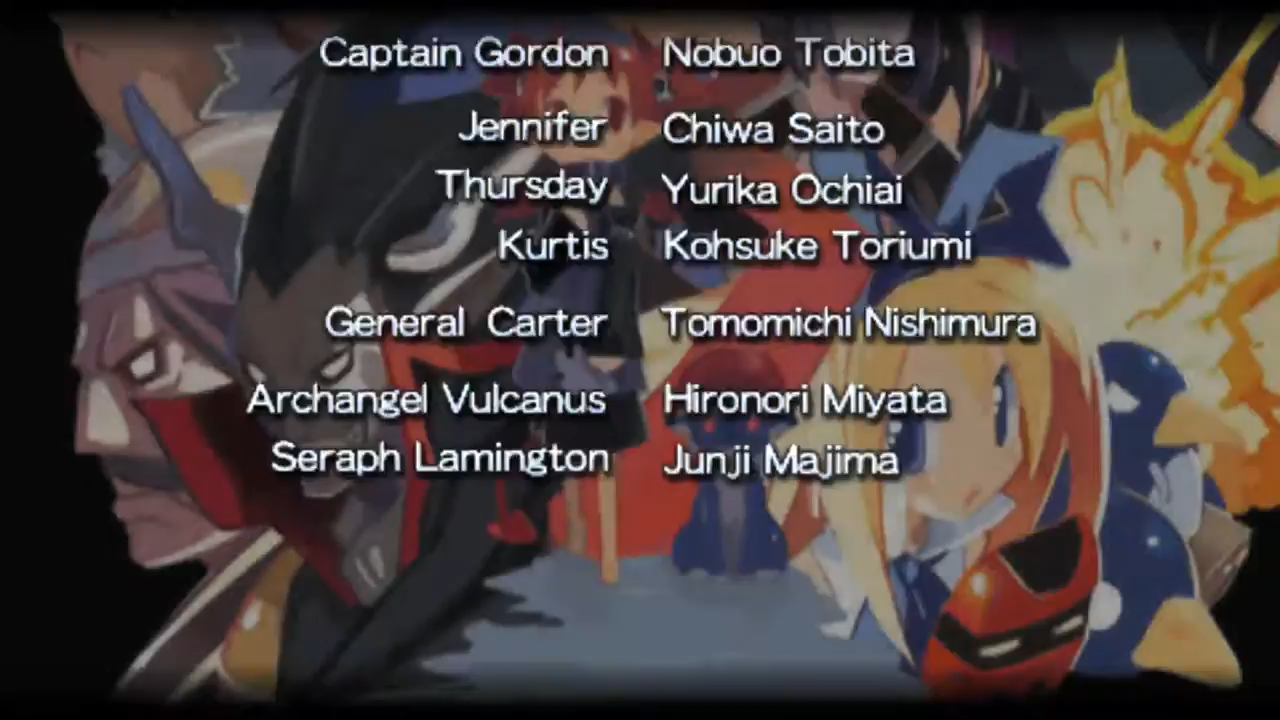 Captain Gordon Nobuo Tobita
Jennifer Chiwa Saito
Thursday Yurika Ochiai
Kurtis Kohsuke Toriumi
General Carter Tomomichi Nishimura
Archangel Vulcanus Hironori Miyata
Seraph Lamington Junji Majima